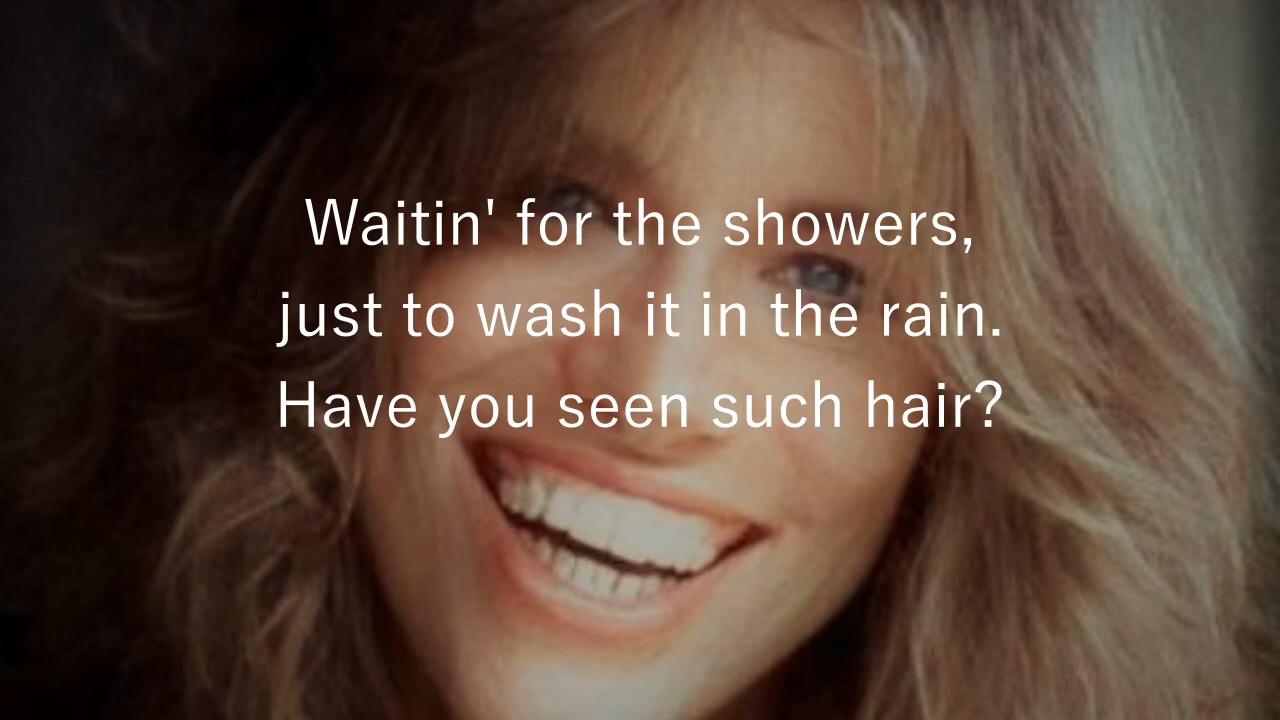 Waitin' for the showers,
just to wash it in the rain.
Have you seen such hair?